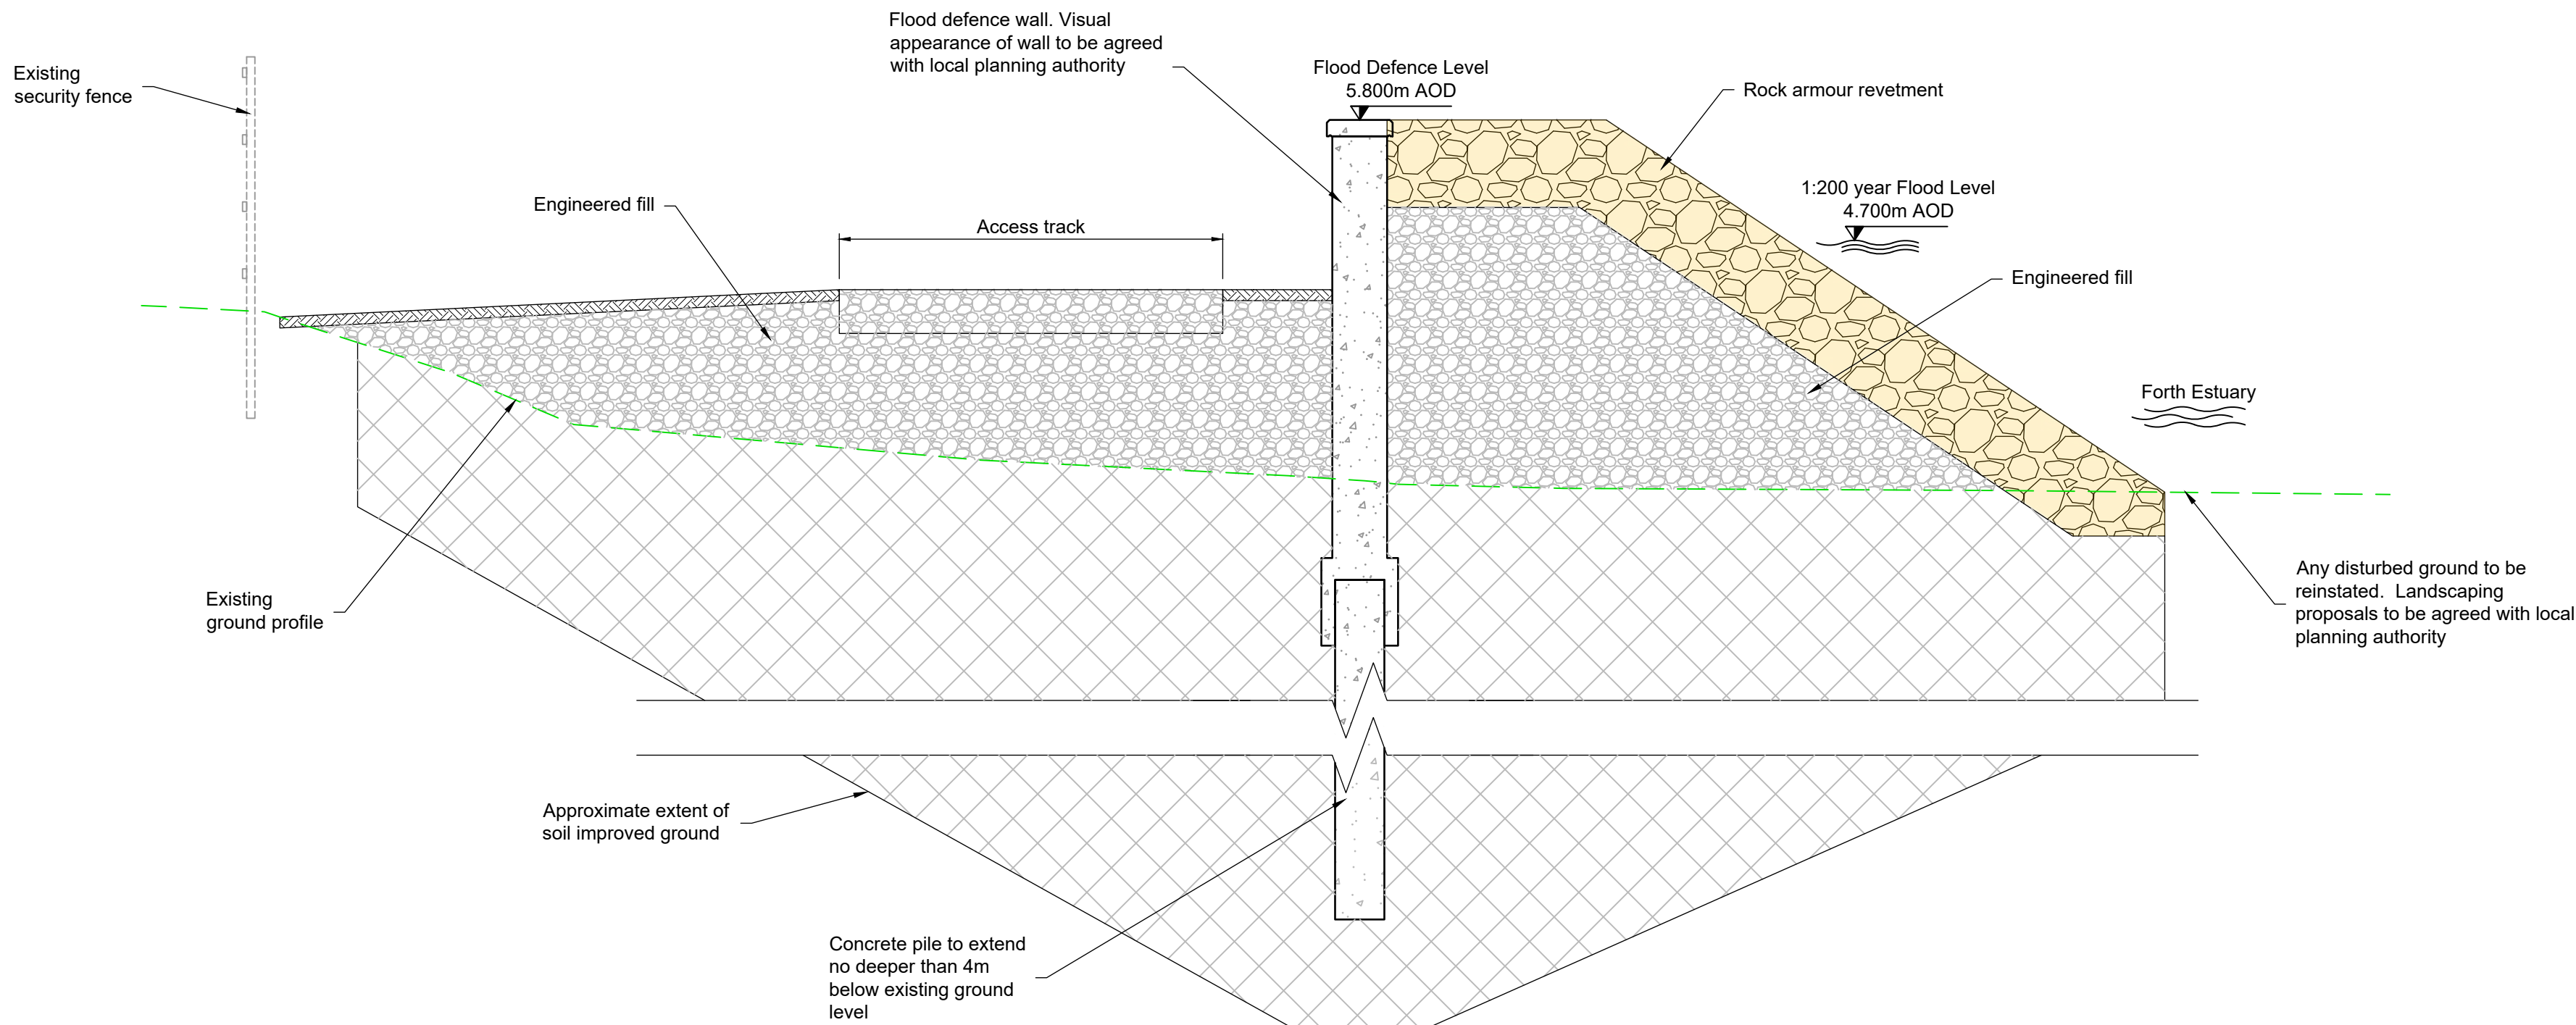 Flood defence wall. Visual
appearance of wall to be agreed
with local planning authority
Existing
security fence
Flood Defence Level
5.800m AOD
Rock armour revetment
1:200 year Flood Level
4.700m AOD
Engineered fill
Access track
Engineered fill
Forth Estuary
Existing
ground profile
Any disturbed ground to be
reinstated.  Landscaping
proposals to be agreed with local
planning authority
Approximate extent of
soil improved ground
Concrete pile to extend
no deeper than 4m
below existing ground
level